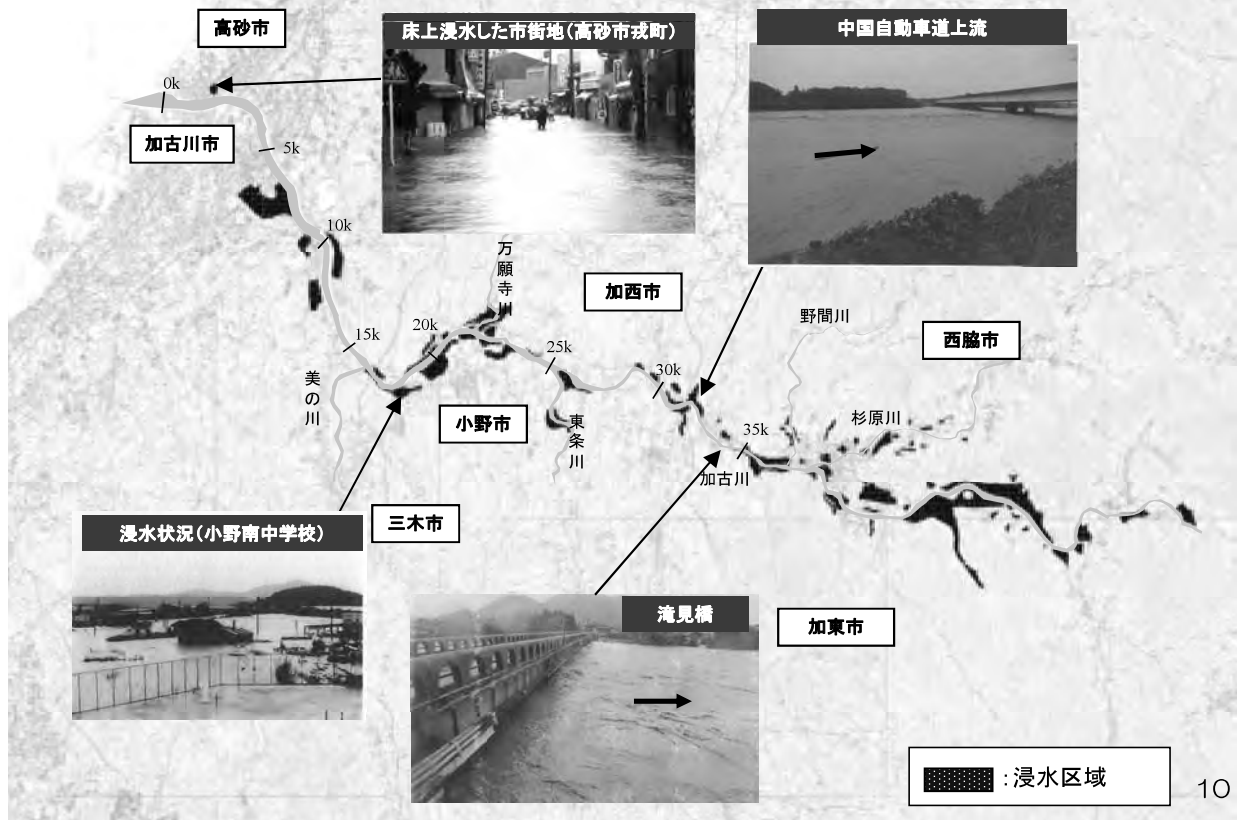 高砂市
床上浸水した市街地(高砂市戎町)
中国自動車道上流
0k
加古川市
5k
10k
万願寺川
加西市
15k
20k
25k
30k
野間川
西脇市
美の川
小野市
東条川
35k
杉原川
加古川
三木市
浸水状況(小野南中学校)
滝見橋
加東市
:浸水区域
10